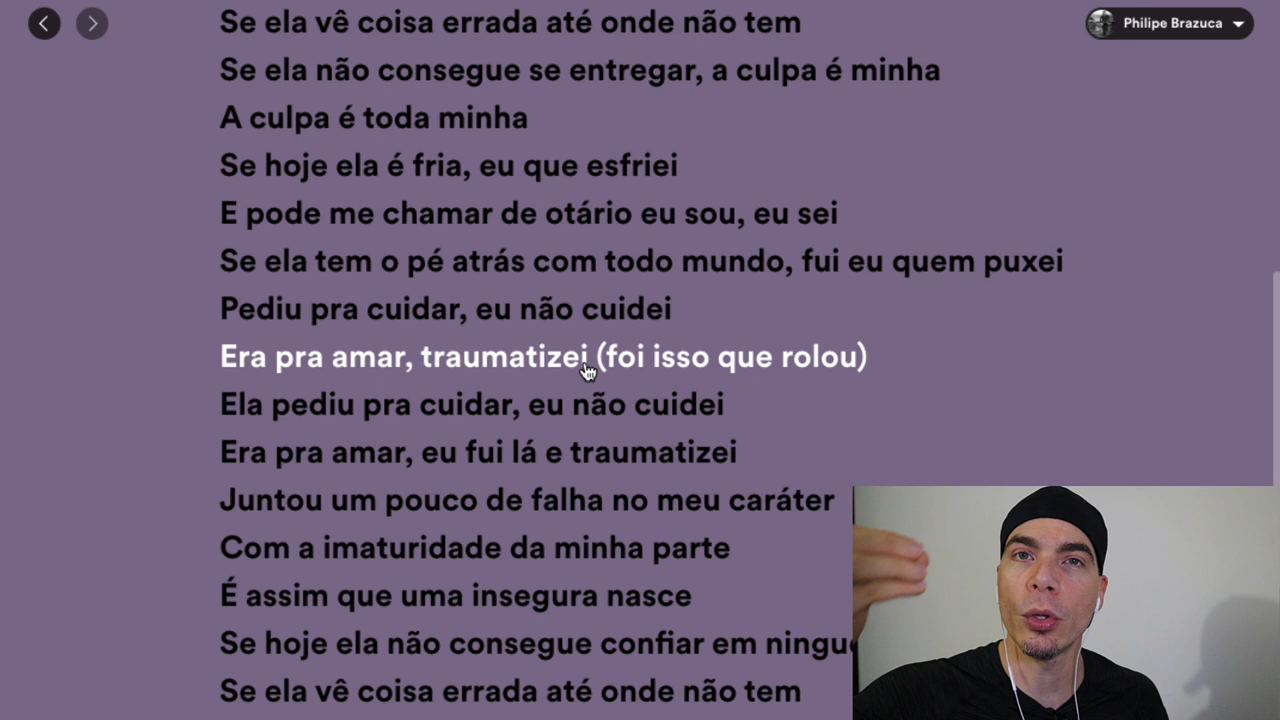 Philipe Brazuca
Se ela vê coisa errada até onde não tem
Se ela não consegue se entregar, a culpa é minha
A culpa é toda minha
Se hoje ela é fria, eu que esfriei
E pode me chamar de otário eu sou, eu sei
Se ela tem o pé atrás com todo mundo, fui eu quem puxei
Pediu pra cuidar, eu não cuidei
Era pra amar, traumatizei (foi isso que rolou)
Ela pediu pra cuidar, eu não cuidei
Era pra amar, eu fui lá e traumatizei
Juntou um pouco de falha no meu caráter
Com a imaturidade da minha parte
É assim que uma insegura nasce
Se hoje ela não consegue confiar em
Se ela vê coisa errada até onde não tem